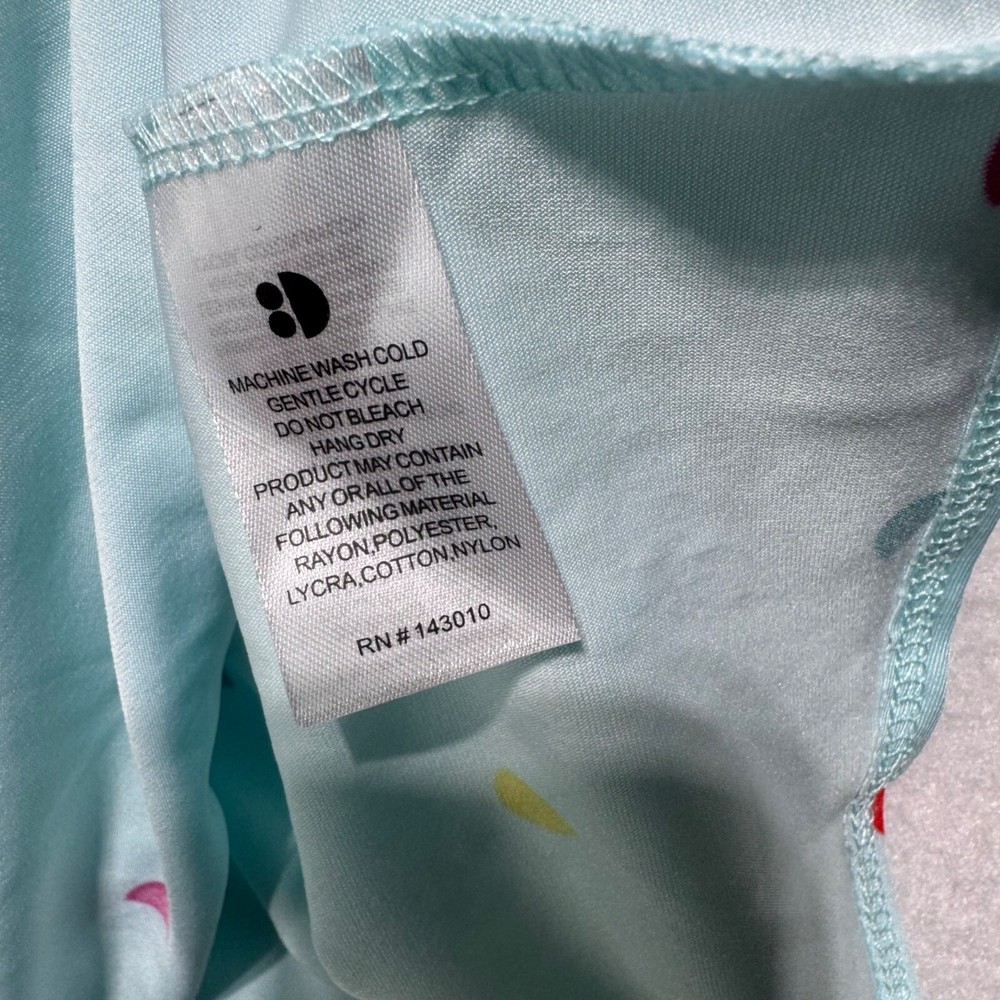 MACHINE WASH COLD
GENTLE CYCLE
DO NOT BLEACH
HANG DRY
PRODUCT MAY CONTAIN
ANY OR ALL OF THE
FOLLOWING MATERIAL
RAYON,POLYESTER,
LYCRA,COTTON,NYLON
RN # 143010